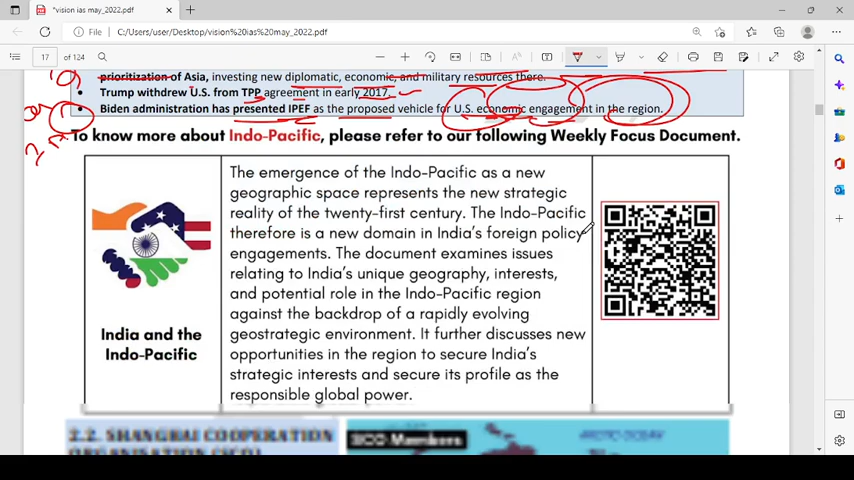 *vision ias may_2022.pdf
File
C:/Users/user/Desktop/vision%20ias%20may_2022.pdf
17 of 124
prioritization of Asia, investing new diplomatic, economic, and military resources there.
• Trump withdrew U.S. from TPP agreement in early 2017.
• Biden administration has presented IPEF as the proposed vehicle for U.S. economic engagement in the region.
To know more about Indo-Pacific, please refer to our following Weekly Focus Document.
The emergence of the Indo-Pacific as a new
geographic space represents the new strategic
reality of the twenty-first century. The Indo-Pacific
therefore is a new domain in India's foreign policy
engagements. The document examines issues
relating to India's unique geography, interests,
and potential role in the Indo-Pacific region
against the backdrop of a rapidly evolving
geostrategic environment. It further discusses new
opportunities in the region to secure India's
strategic interests and secure its profile as the
responsible global power.
India and the
Indo-Pacific
2.2. SHANGHAI COOPERATION
ORGANISATION (SCO)
SCO Members
ARCTIC OCEAN